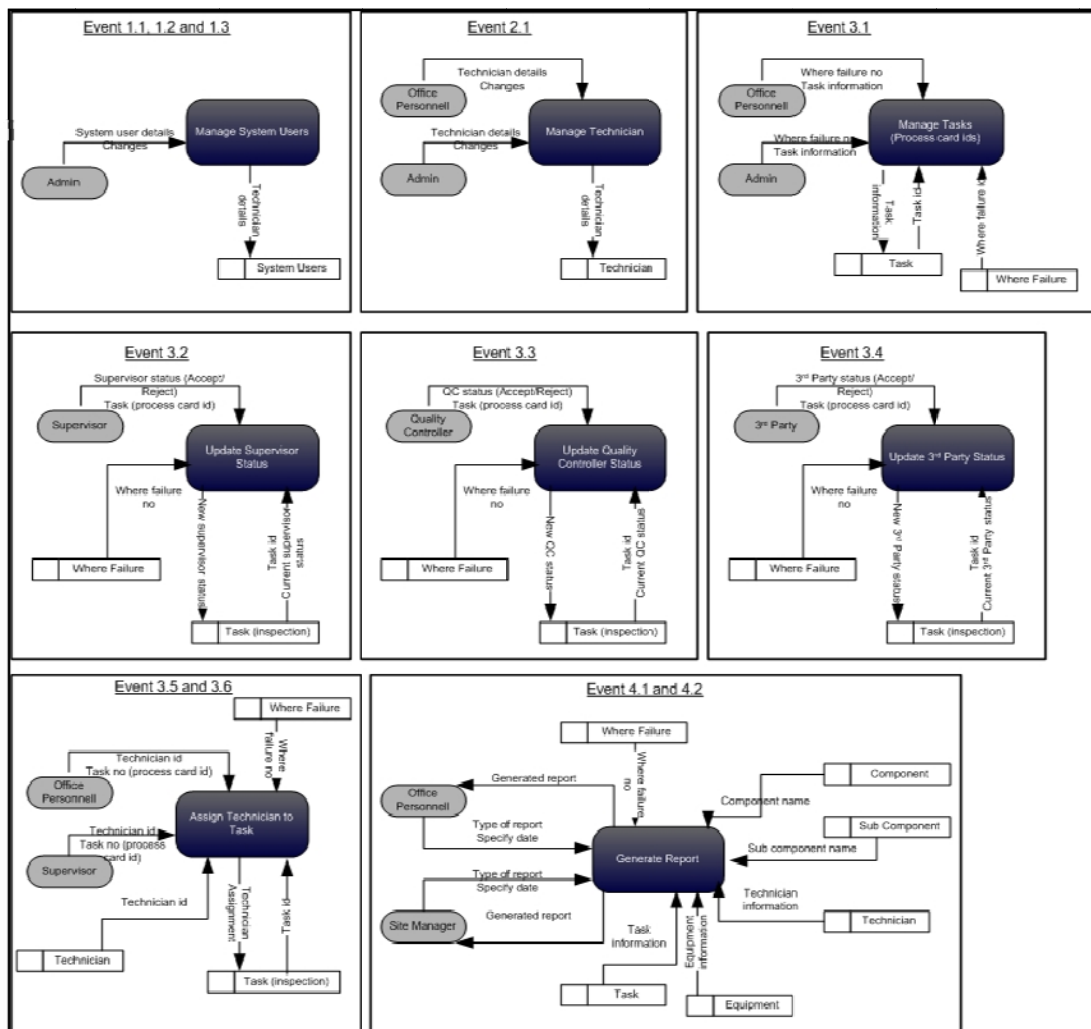 Event 1.1, 1.2 and 1.3
System user details
Changes
Admin
Manage System Users
Technician
details
System Users
Event 2.1
Technician details
Changes
Office
Personnell
Technician details
Changes
Admin
Manage Technician
Technician
details
Technician
Event 3.1
Where failure no
Task information
Office
Personnell
Where failure no
Task information
Admin
Manage Tasks
(Process card ids)
Task
information
Task id
Where failure id
Task
Where Failure
Event 3.2
Supervisor status (Accept/
Reject)
Task (process card id)
Supervisor
Update Supervisor
Status
Where failure
no
Where Failure
New supervisor status
Task id
Current supervisor
status
Task (inspection)
Event 3.3
QC status (Accept/Reject)
Task (process card id)
Quality
Controller
Update Quality
Controller Status
Where failure
no
Where Failure
New QC status
Task id
Current QC status
Task (inspection)
Event 3.4
3rd Party status (Accept/
Reject)
Task (process card id)
3rd Party
Update 3rd Party Status
Where failure
no
Where Failure
New 3rd Party status
Task id
Current 3rd Party status
Task (inspection)
Event 3.5 and 3.6
Where Failure
Where
failure no
Technician id
Task no (process card id)
Office
Personnell
Technician id
Task no (process
card id)
Supervisor
Assign Technician to
Task
Technician id
Technician
Technician
Assignment
Task id
Task (inspection)
Event 4.1 and 4.2
Where Failure
Where failure
no
Generated report
Office
Personnell
Type of report
Specify date
Type of report
Specify date
Generated report
Site Manager
Generate Report
Component
Component name
Sub Component
Sub component name
Technician
information
Technician
Task
information
Equipment
information
Task
Equipment